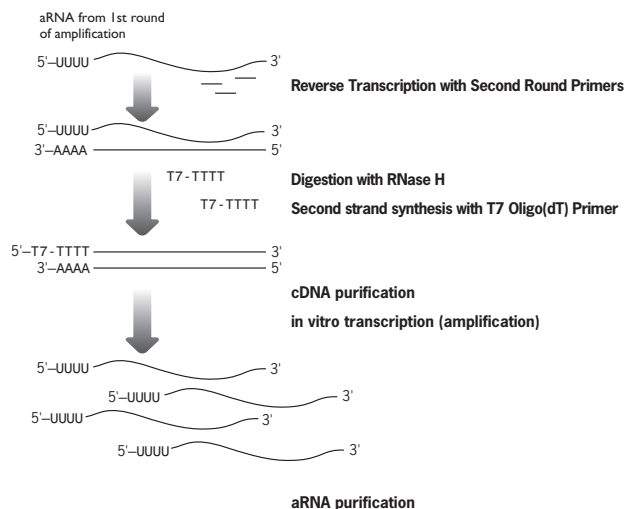 aRNA from 1st round
of amplification
5'–UUUU 3'
Reverse Transcription with Second Round Primers
5'–UUUU 3'
3'–AAAA 5'
T7-TTTT
Digestion with RNase H
T7-TTTT
Second strand synthesis with T7 Oligo(dT) Primer
5'–T7-TTTT 3'
3'–AAAA 5'
cDNA purification
in vitro transcription (amplification)
5'–UUUU 3'
5'–UUUU 3'
5'–UUUU 3'
5'–UUUU 3'
aRNA purification